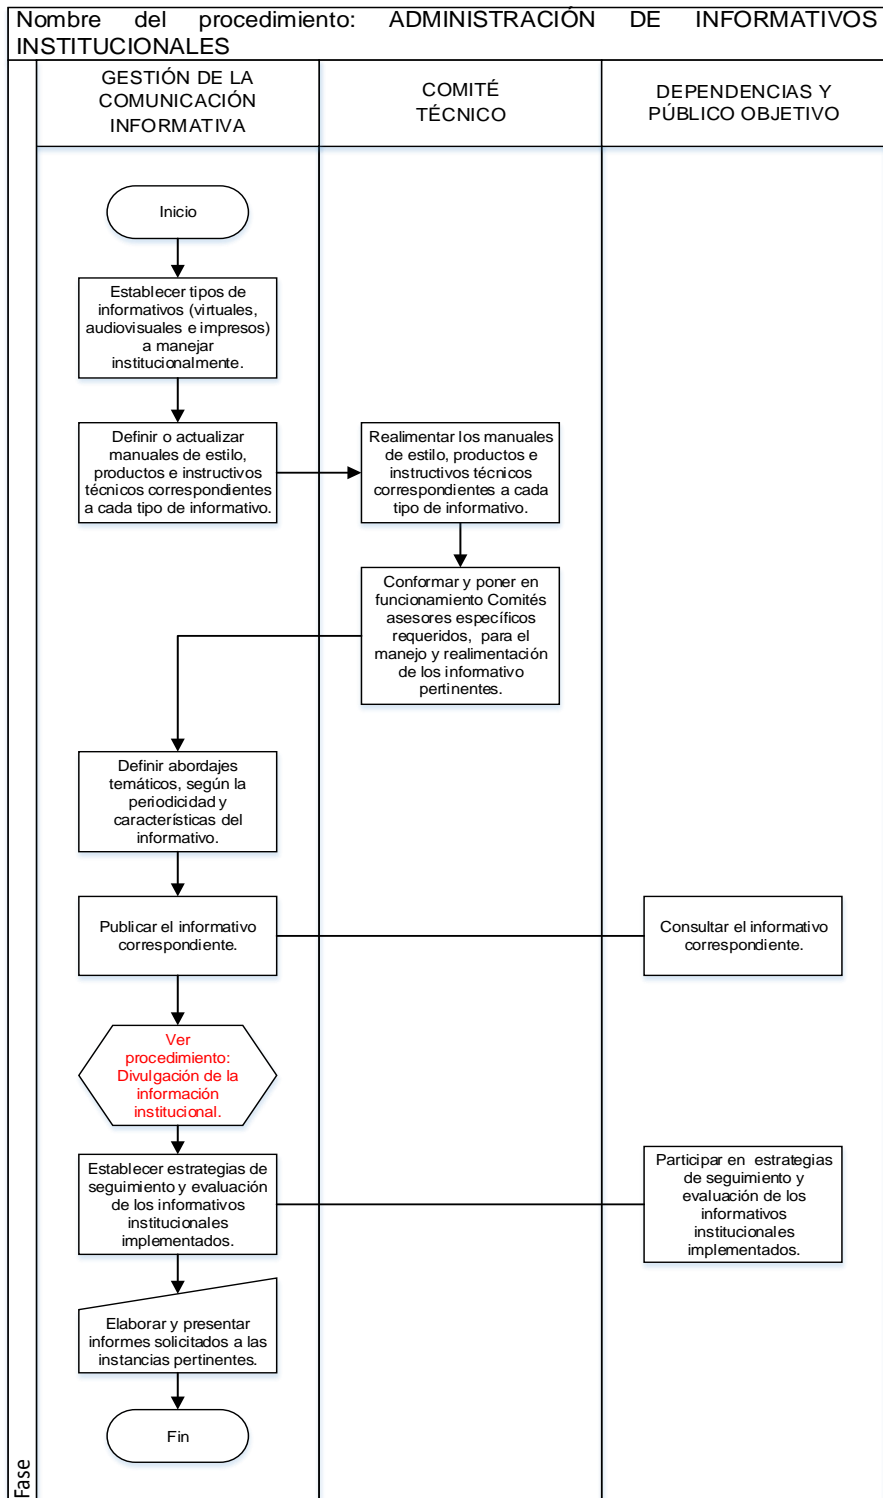 Nombre del procedimiento: ADMINISTRACIÓN DE INFORMATIVOS
INSTITUCIONALES
GESTIÓN DE LA
COMUNICACIÓN
INFORMATIVA
COMITÉ
TÉCNICO
DEPENDENCIAS Y
PÚBLICO OBJETIVO
Inicio
Establecer tipos de
informativos (virtuales,
audiovisuales e impresos)
a manejar
institucionalmente.
Definir o actualizar
manuales de estilo,
productos e instructivos
técnicos correspondientes
a cada tipo de informativo.
Realimentar los manuales
de estilo, productos e
instructivos técnicos
correspondientes a cada
tipo de informativo.
Conformar y poner en
funcionamiento Comités
asesores específicos
requeridos, para el
manejo y realimentación
de los informativo
pertinentes.
Definir abordajes
temáticos, según la
periodicidad y
características del
informativo.
Publicar el informativo
correspondiente.
Consultar el informativo
correspondiente.
Ver
procedimiento:
Divulgación de la
información
institucional.
Establecer estrategias de
seguimiento y evaluación
de los informativos
institucionales
implementados.
Participar en estrategias
de seguimiento y
evaluación de los
informativos
institucionales
implementados.
Elaborar y presentar
informes solicitados a las
instancias pertinentes.
Fin
Fase